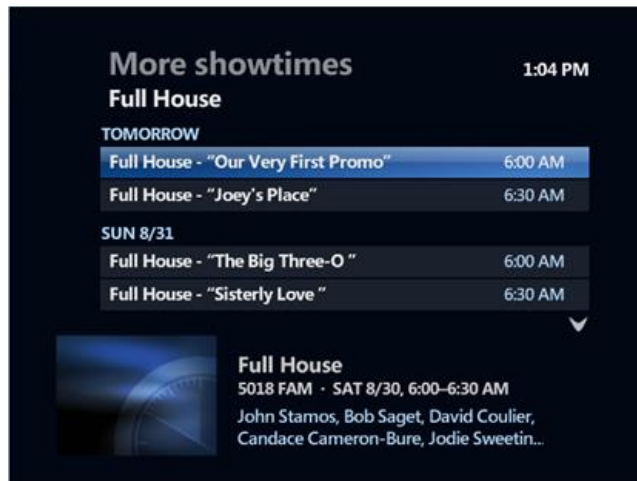 More showtimes
1:04 PM
Full House
TOMORROW
Full House - “Our Very First Promo” 6:00 AM
Full House - “Joey's Place” 6:30 AM
SUN 8/31
Full House - “The Big Three-O ” 6:00 AM
Full House - “Sisterly Love ” 6:30 AM
Full House
5018 FAM · SAT 8/30, 6:00–6:30 AM
John Stamos, Bob Saget, David Coulier,
Candace Cameron-Bure, Jodie Sweetin...